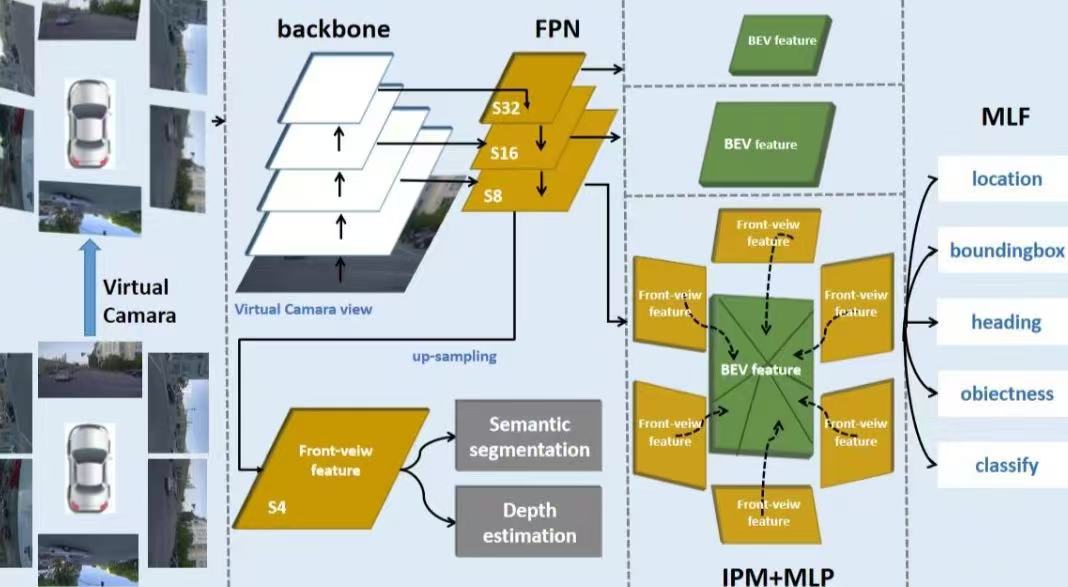 backbone
FPN
BEV feature
S32
S16
S8
BEV feature
MLF
location
boundingbox
heading
obiectness
classify
Virtual
Camara
Virtual Camara view
up-sampling
Front-veiw
feature
Front-veiw
feature
Front-veiw
feature
BEV feature
Front-veiw
feature
Front-veiw
feature
Front-veiw
feature
Front-veiw
feature
S4
Semantic
segmentation
Depth
estimation
IPM+MLP